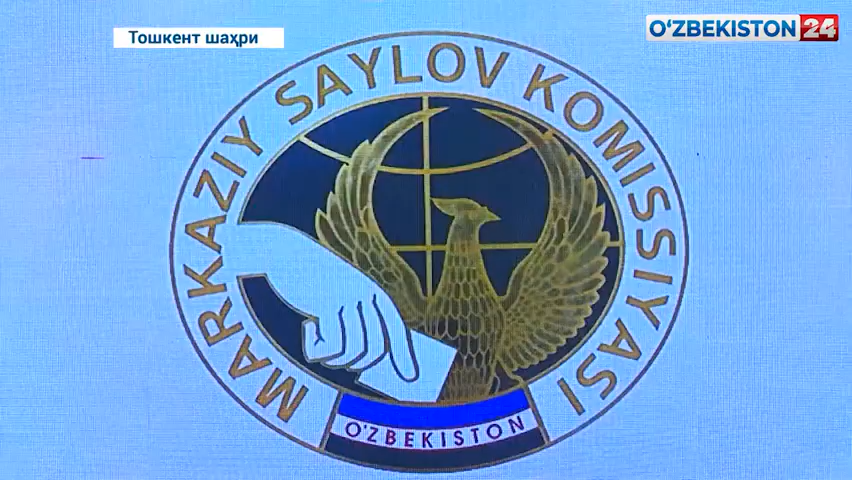 Тошкент шаҳри
O‘ZBEKISTON 24
MARKAZIY SAYLOV KOMISSIYASI
O‘ZBEKISTON